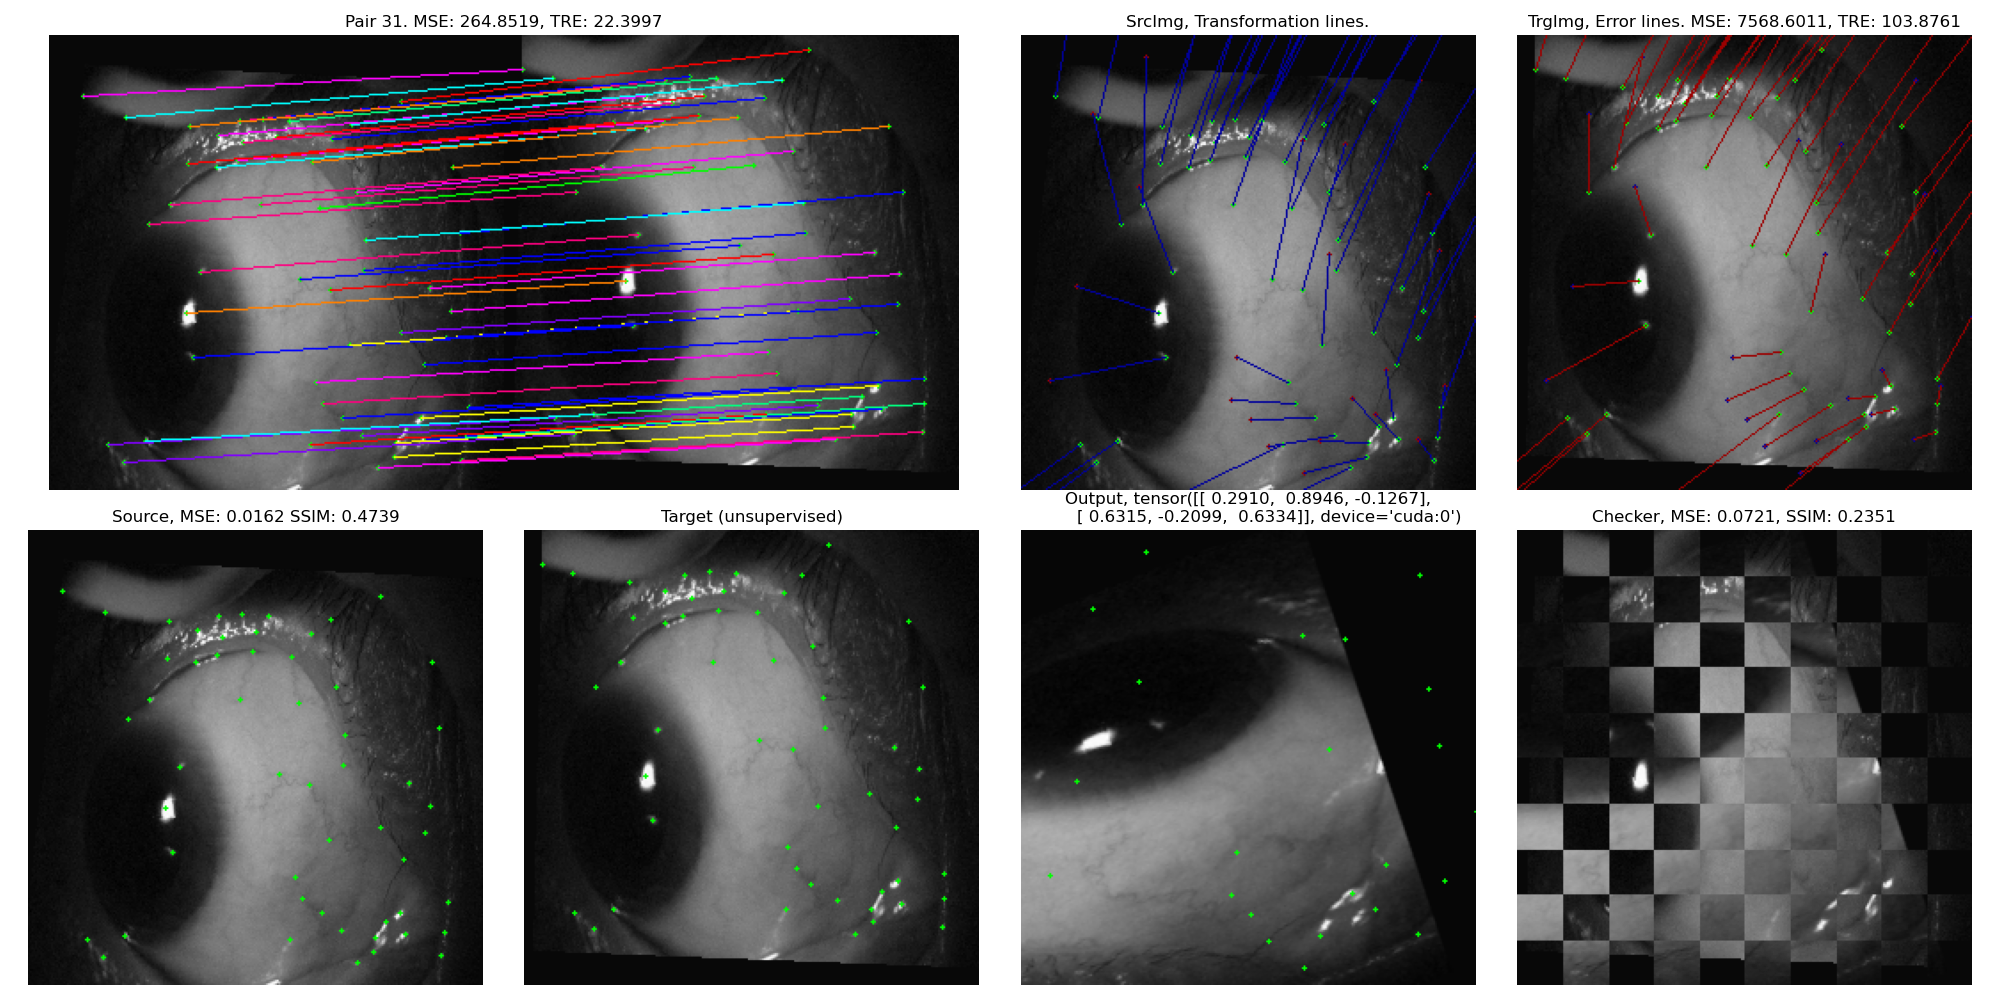 Pair 31. MSE: 264.8519, TRE: 22.3997
SrcImg, Transformation lines.
TrgImg, Error lines. MSE: 7568.6011, TRE: 103.8761
Source, MSE: 0.0162 SSIM: 0.4739
Target (unsupervised)
Output, tensor([[ 0.2910,  0.8946, -0.1267],
[ 0.6315, -0.2099,  0.6334]], device='cuda:0')
Checker, MSE: 0.0721, SSIM: 0.2351